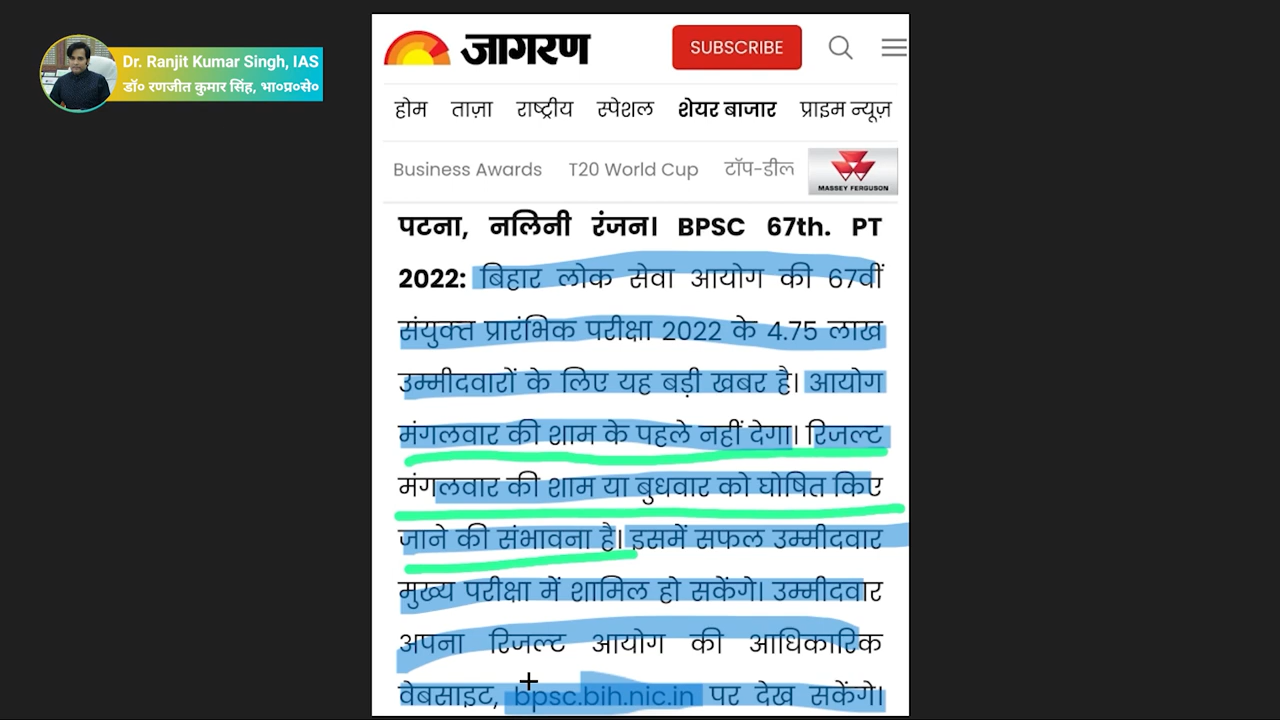 Dr. Ranjit Kumar Singh, IAS
डॉ० रणजीत कुमार सिंह, भा०प्र०से०
जागरण
SUBSCRIBE
होम ताज़ा राष्ट्रीय स्पेशल शेयर बाजार प्राइम न्यूज़
Business Awards T20 World Cup टॉप-डील
MASSEY FERGUSON
पटना, नलिनी रंजन। BPSC 67th. PT
2022: बिहार लोक सेवा आयोग की 67वीं
संयुक्त प्रारंभिक परीक्षा 2022 के 4.75 लाख
उम्मीदवारों के लिए यह बड़ी खबर है। आयोग
मंगलवार की शाम के पहले नहीं देगा। रिजल्ट
मंगलवार की शाम या बुधवार को घोषित किए
जाने की संभावना है। इसमें सफल उम्मीदवार
मुख्य परीक्षा में शामिल हो सकेंगे। उम्मीदवार
अपना रिजल्ट आयोग की आधिकारिक
वेबसाइट, bpsc.bih.nic.in पर देख सकेंगे।